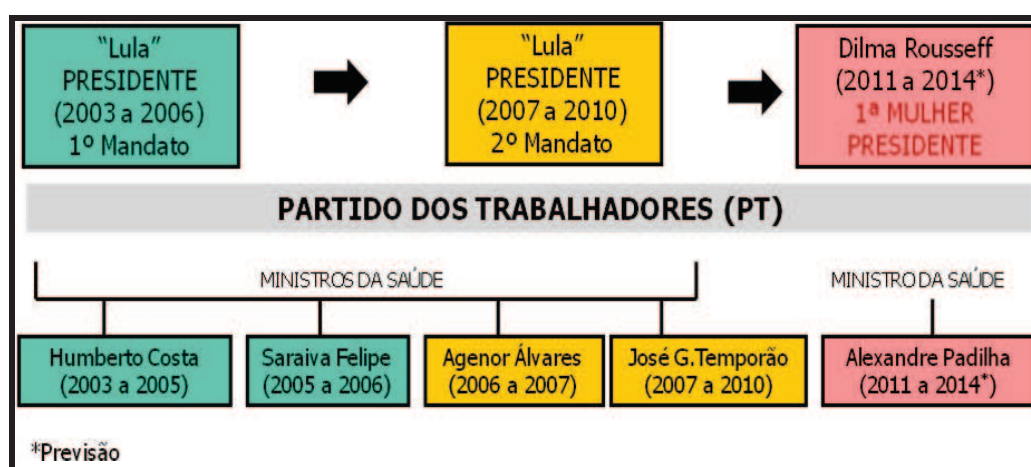 "Lula"
PRESIDENTE
(2003 a 2006)
1º Mandato
"Lula"
PRESIDENTE
(2007 a 2010)
2º Mandato
Dilma Rousseff
(2011 a 2014*)
1ª MULHER
PRESIDENTE
PARTIDO DOS TRABALHADORES (PT)
MINISTROS DA SAÚDE
MINISTRO DA SAÚDE
Humberto Costa
(2003 a 2005)
Saraiva Felipe
(2005 a 2006)
Agenor Álvares
(2006 a 2007)
José G.Temporão
(2007 a 2010)
Alexandre Padilha
(2011 a 2014*)
*Previsão